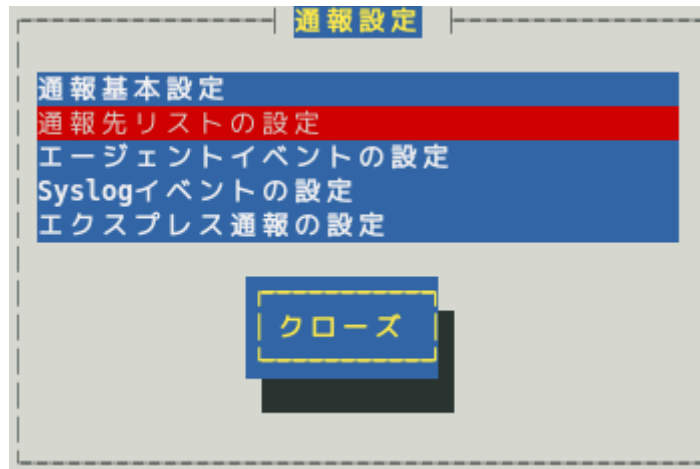 通報設定
通報基本設定
通報先リストの設定
エージェントイベントの設定
Syslogイベントの設定
エクスプレス通報の設定
クローズ